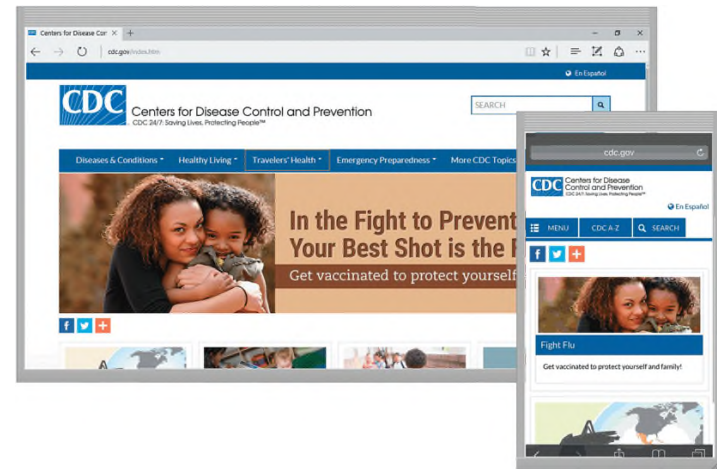 Centers for Disease Cor
cdc.gov/index.htm
En Español
CDC
Centers for Disease Control and Prevention
CDC 24/7: Saving Lives, Protecting People™
SEARCH
Diseases & Conditions Healthy Living Travelers' Health Emergency Preparedness More CDC Topics
In the Fight to Prevent
Your Best Shot is the
Get vaccinated to protect yourself
f
cdc.gov
CDC
Centers for Disease
Control and Prevention
CDC 24/7: Saving Lives, Protecting People™
En Español
MENU CDC A-Z SEARCH
f
Fight Flu
Get vaccinated to protect yourself and family!